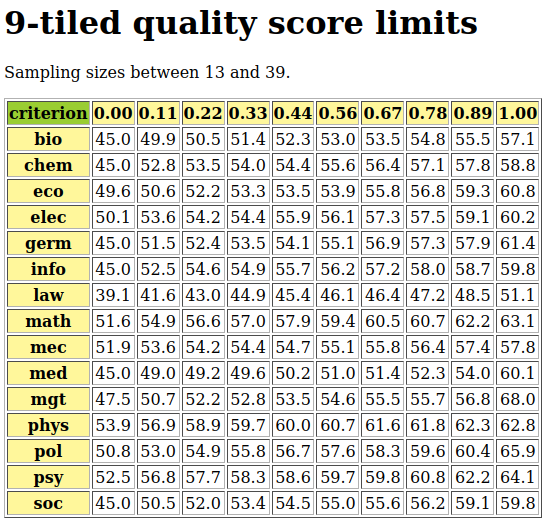 9-tiled quality score limits
Sampling sizes between 13 and 39.
criterion 0.00 0.11 0.22 0.33 0.44 0.56 0.67 0.78 0.89 1.00
bio 45.0 49.9 50.5 51.4 52.3 53.0 53.5 54.8 55.5 57.1
chem 45.0 52.8 53.5 54.0 54.4 55.6 56.4 57.1 57.8 58.8
eco 49.6 50.6 52.2 53.3 53.5 53.9 55.8 56.8 59.3 60.8
elec 50.1 53.6 54.2 54.4 55.9 56.1 57.3 57.5 59.1 60.2
germ 45.0 51.5 52.4 53.5 54.1 55.1 56.9 57.3 57.9 61.4
info 45.0 52.5 54.6 54.9 55.7 56.2 57.2 58.0 58.7 59.8
law 39.1 41.6 43.0 44.9 45.4 46.1 46.4 47.2 48.5 51.1
math 51.6 54.9 56.6 57.0 57.9 59.4 60.5 60.7 62.2 63.1
mec 51.9 53.6 54.2 54.4 54.7 55.1 55.8 56.4 57.4 57.8
med 45.0 49.0 49.2 49.6 50.2 51.0 51.4 52.3 54.0 60.1
mgt 47.5 50.7 52.2 52.8 53.5 54.6 55.5 55.7 56.8 68.0
phys 53.9 56.9 58.9 59.7 60.0 60.7 61.6 61.8 62.3 62.8
pol 50.8 53.0 54.9 55.8 56.7 57.6 58.3 59.6 60.4 65.9
psy 52.5 56.8 57.7 58.3 58.6 59.7 59.8 60.8 62.2 64.1
soc 45.0 50.5 52.0 53.4 54.5 55.0 55.6 56.2 59.1 59.8